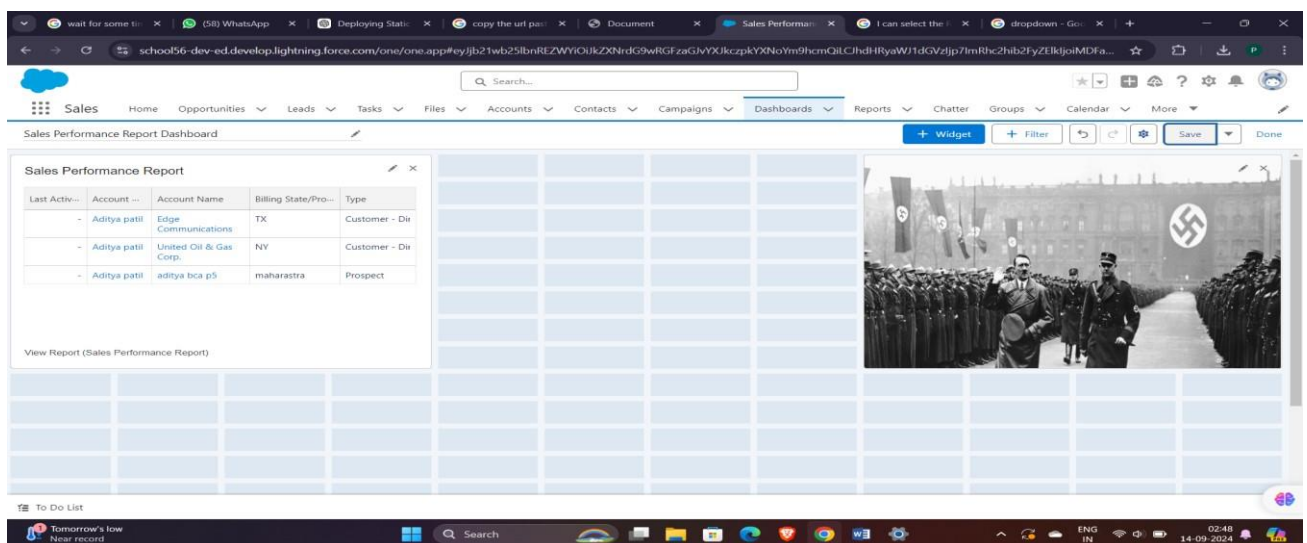 wait for some tim
(58) WhatsApp
Deploying Static
copy the url past
Document
Sales Performan
I can select the
dropdown - Goo
school56-dev-ed.develop.lightning.force.com/one/one.app#
Search...
Sales Home Opportunities Leads Tasks Files Accounts Contacts Campaigns Dashboards Reports Chatter Groups Calendar More
Sales Performance Report Dashboard
+ Widget + Filter Save Done
Sales Performance Report
Last Activ... Account ... Account Name Billing State/Pro... Type
- Aditya patil Edge Communications TX Customer - Dir
- Aditya patil United Oil & Gas Corp. NY Customer - Dir
- Aditya patil aditya bca p5 maharastra Prospect
View Report (Sales Performance Report)
To Do List
Tomorrow's low
Near record
Search
ENG
IN
02:48
14-09-2024